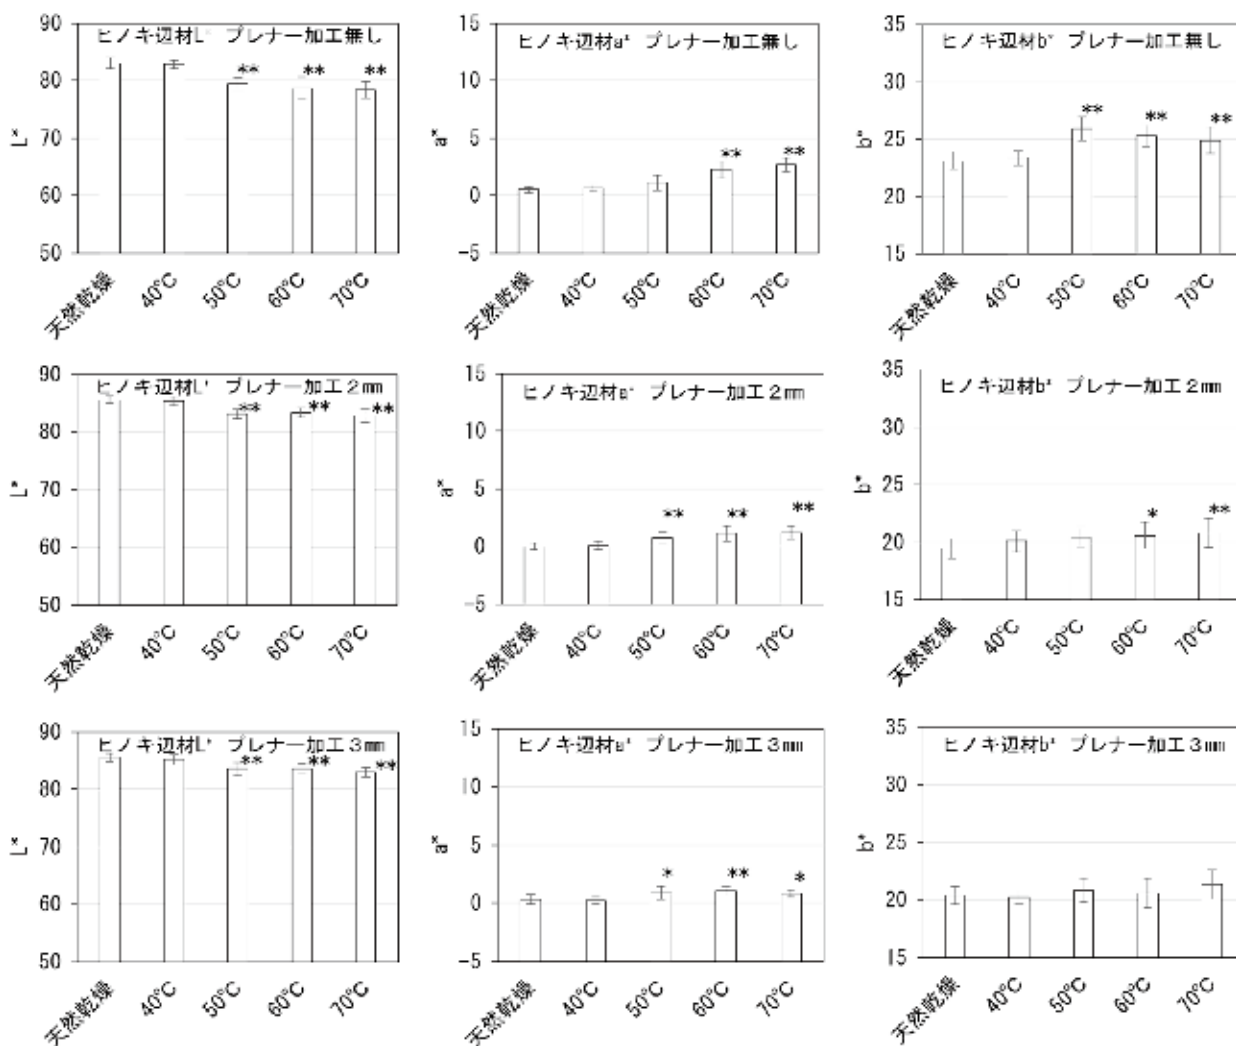 ヒノキ辺材L* プレナー加工無し
90
80
70
60
50
L*
** ** **
天然乾燥 40℃ 50℃ 60℃ 70℃
ヒノキ辺材a* プレナー加工無し
15
10
5
0
-5
a*
** **
天然乾燥 40℃ 50℃ 60℃ 70℃
ヒノキ辺材b* プレナー加工無し
35
30
25
20
15
b*
** ** **
天然乾燥 40℃ 50℃ 60℃ 70℃
ヒノキ辺材L* プレナー加工2mm
90
80
70
60
50
L*
** ** **
天然乾燥 40℃ 50℃ 60℃ 70℃
ヒノキ辺材a* プレナー加工2mm
15
10
5
0
-5
a*
** ** **
天然乾燥 40℃ 50℃ 60℃ 70℃
ヒノキ辺材b* プレナー加工2mm
35
30
25
20
15
b*
* **
天然乾燥 40℃ 50℃ 60℃ 70℃
ヒノキ辺材L* プレナー加工3mm
90
80
70
60
50
L*
** ** **
天然乾燥 40℃ 50℃ 60℃ 70℃
ヒノキ辺材a* プレナー加工3mm
15
10
5
0
-5
a*
* ** *
天然乾燥 40℃ 50℃ 60℃ 70℃
ヒノキ辺材b* プレナー加工3mm
35
30
25
20
15
b*
天然乾燥 40℃ 50℃ 60℃ 70℃